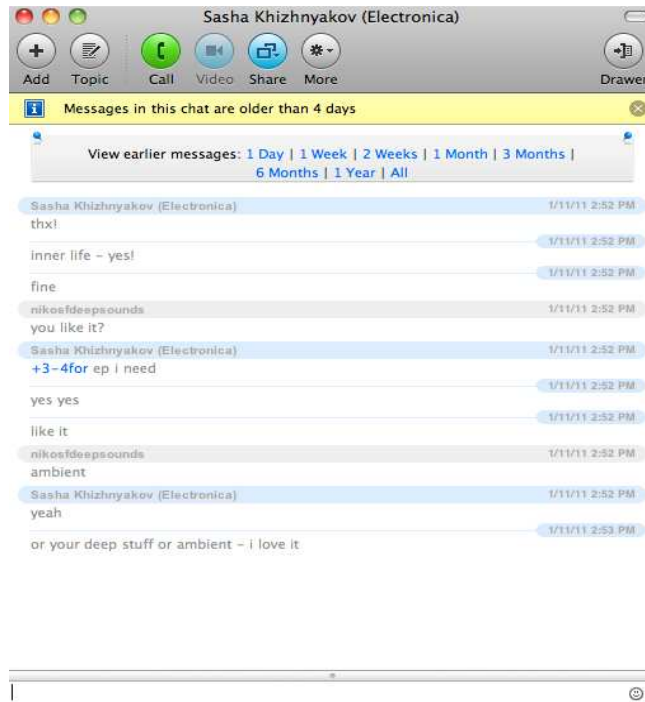 Sasha Khizhnyakov (Electronica)
Add Topic Call Video Share More Drawer
Messages in this chat are older than 4 days
View earlier messages: 1 Day | 1 Week | 2 Weeks | 1 Month | 3 Months |
6 Months | 1 Year | All
Sasha Khizhnyakov (Electronica) 1/11/11 2:52 PM
thx!
1/11/11 2:52 PM
inner life – yes!
1/11/11 2:52 PM
fine
nikosfdeepsounds 1/11/11 2:52 PM
you like it?
Sasha Khizhnyakov (Electronica) 1/11/11 2:52 PM
+3-4for ep i need
1/11/11 2:52 PM
yes yes
1/11/11 2:52 PM
like it
nikosfdeepsounds 1/11/11 2:52 PM
ambient
Sasha Khizhnyakov (Electronica) 1/11/11 2:52 PM
yeah
1/11/11 2:53 PM
or your deep stuff or ambient – i love it